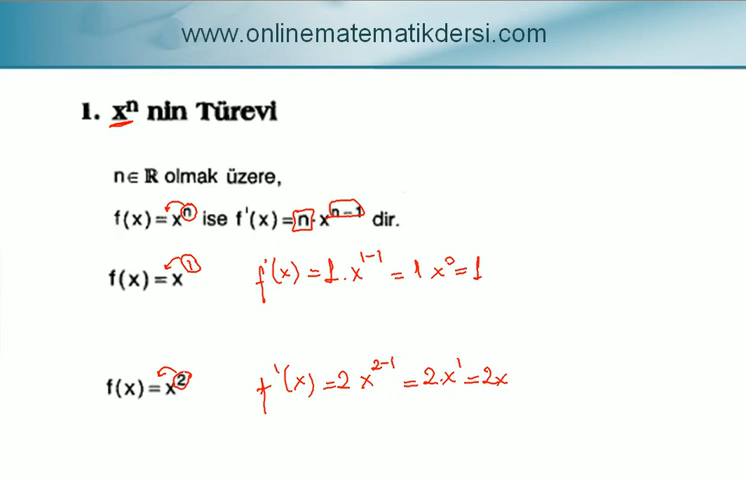 www.onlinematematikdersi.com
1. xⁿ nin Türevi
n∈ ℝ olmak üzere,
f(x) = xⁿ ise f'(x) = n · xⁿ⁻¹ dir.
f(x) = x¹ f'(x) = 1.x¹⁻¹ = 1 x⁰ = 1
f(x) = x² f'(x) = 2 x²⁻¹ = 2.x¹ = 2x